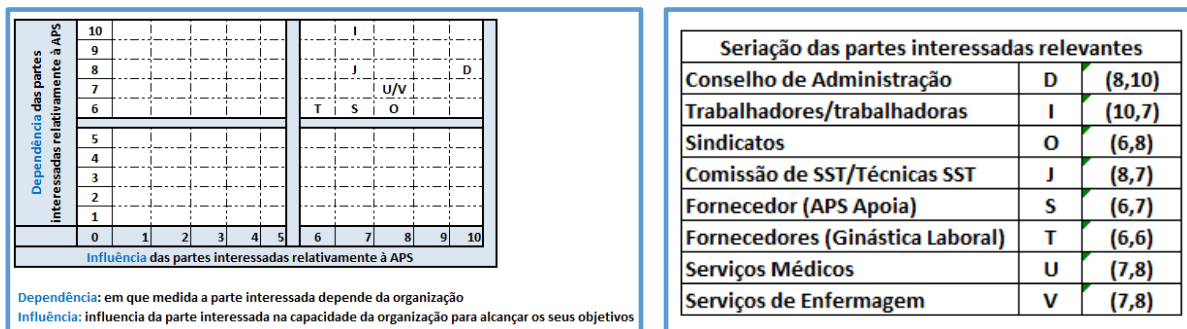 Dependência das partes
interessadas relativamente à APS
10 I
9
8 J D
7 U/V
6 T S O
5
4
3
2
1
0 1 2 3 4 5 6 7 8 9 10
Influência das partes interessadas relativamente à APS
Dependência: em que medida a parte interessada depende da organização
Influência: influencia da parte interessada na capacidade da organização para alcançar os seus objetivos
Seriação das partes interessadas relevantes
Conselho de Administração D (8,10)
Trabalhadores/trabalhadoras I (10,7)
Sindicatos O (6,8)
Comissão de SST/Técnicas SST J (8,7)
Fornecedor (APS Apoia) S (6,7)
Fornecedores (Ginástica Laboral) T (6,6)
Serviços Médicos U (7,8)
Serviços de Enfermagem V (7,8)